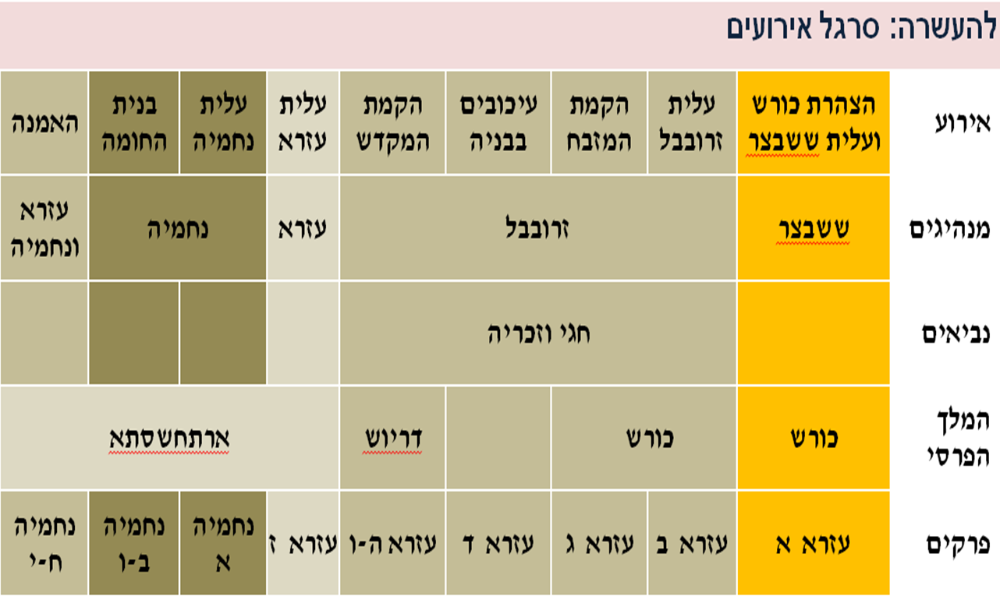 להעשרה: סרגל אירועים
אירוע
הצהרת כורש
ועלית ששבצר
עלית
זרובבל
הקמת
המזבח
עיכובים
בבניה
הקמת
המקדש
עלית
עזרא
עלית
נחמיה
בנית
החומה
האמנה
מנהיגים
ששבצר
זרובבל
עזרא
נחמיה
עזרא
ונחמיה
נביאים
חגי וזכריה
המלך
הפרסי
כורש
כורש
דריוש
ארתחשסתא
פרקים
עזרא א
עזרא ב
עזרא ג
עזרא ד
עזרא ה-ו
עזרא ז
נחמיה
א
נחמיה
ב-ו
נחמיה
ח-י